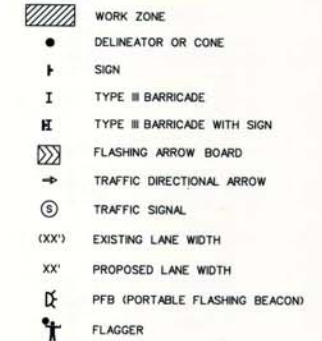 WORK ZONE
DELINEATOR OR CONE
SIGN
TYPE III BARRICADE
TYPE III BARRICADE WITH SIGN
FLASHING ARROW BOARD
TRAFFIC DIRECTIONAL ARROW
S TRAFFIC SIGNAL
(XX') EXISTING LANE WIDTH
XX' PROPOSED LANE WIDTH
PFB (PORTABLE FLASHING BEACON)
FLAGGER